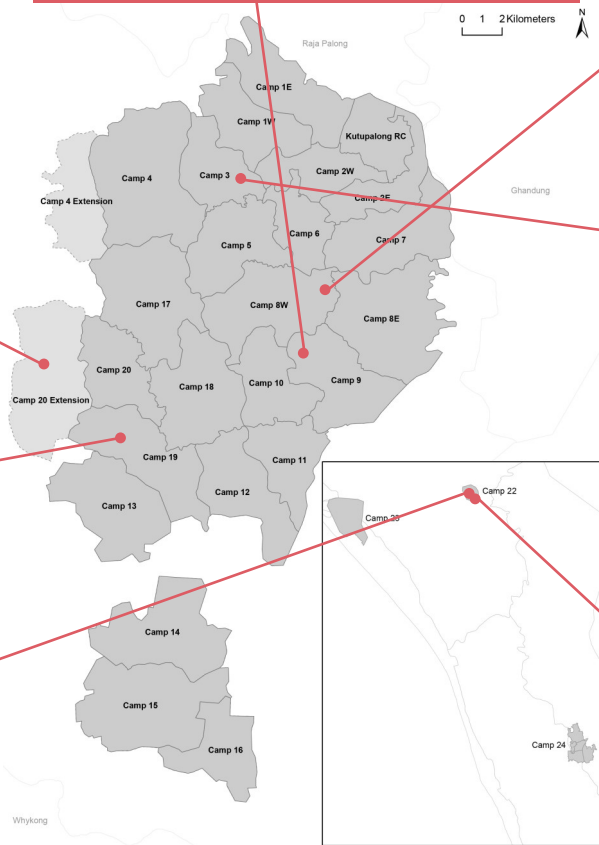 N
0 1 2 Kilometers
Raja Palong
Camp 1E
Camp 1W
Kutupalong RC
Camp 4
Camp 3
Camp 2W
Ghandung
Camp 4 Extension
Camp 2E
Camp 6
Camp 5
Camp 7
Camp 17
Camp 8W
Camp 8E
Camp 20
Camp 18
Camp 10
Camp 9
Camp 20 Extension
Camp 19
Camp 11
Camp 12
Camp 13
Camp 22
Camp 23
Camp 14
Camp 15
Camp 16
Camp 24
Whykong